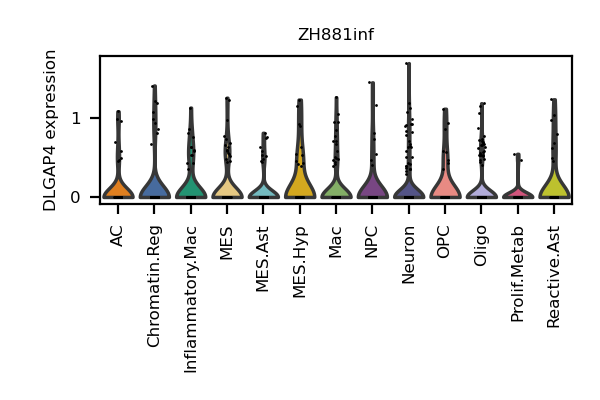 ZH881inf
DLGAP4 expression
1
0
AC
Chromatin.Reg
Inflammatory.Mac
MES
MES.Ast
MES.Hyp
Mac
NPC
Neuron
OPC
Oligo
Prolif.Metab
Reactive.Ast